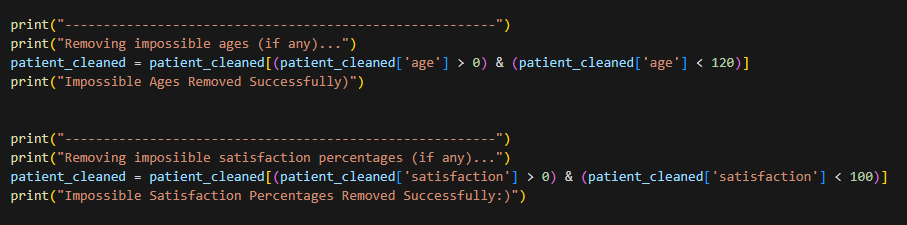 print("--------------------------------------------------------")
print("Removing impossible ages (if any)...")
patient_cleaned = patient_cleaned[(patient_cleaned['age'] > 0) & (patient_cleaned['age'] < 120)]
print("Impossible Ages Removed Successfully)")
print("--------------------------------------------------------")
print("Removing imposiible satisfaction percentages (if any)...")
patient_cleaned = patient_cleaned[(patient_cleaned['satisfaction'] > 0) & (patient_cleaned['satisfaction'] < 100)]
print("Impossible Satisfaction Percentages Removed Successfully:)")